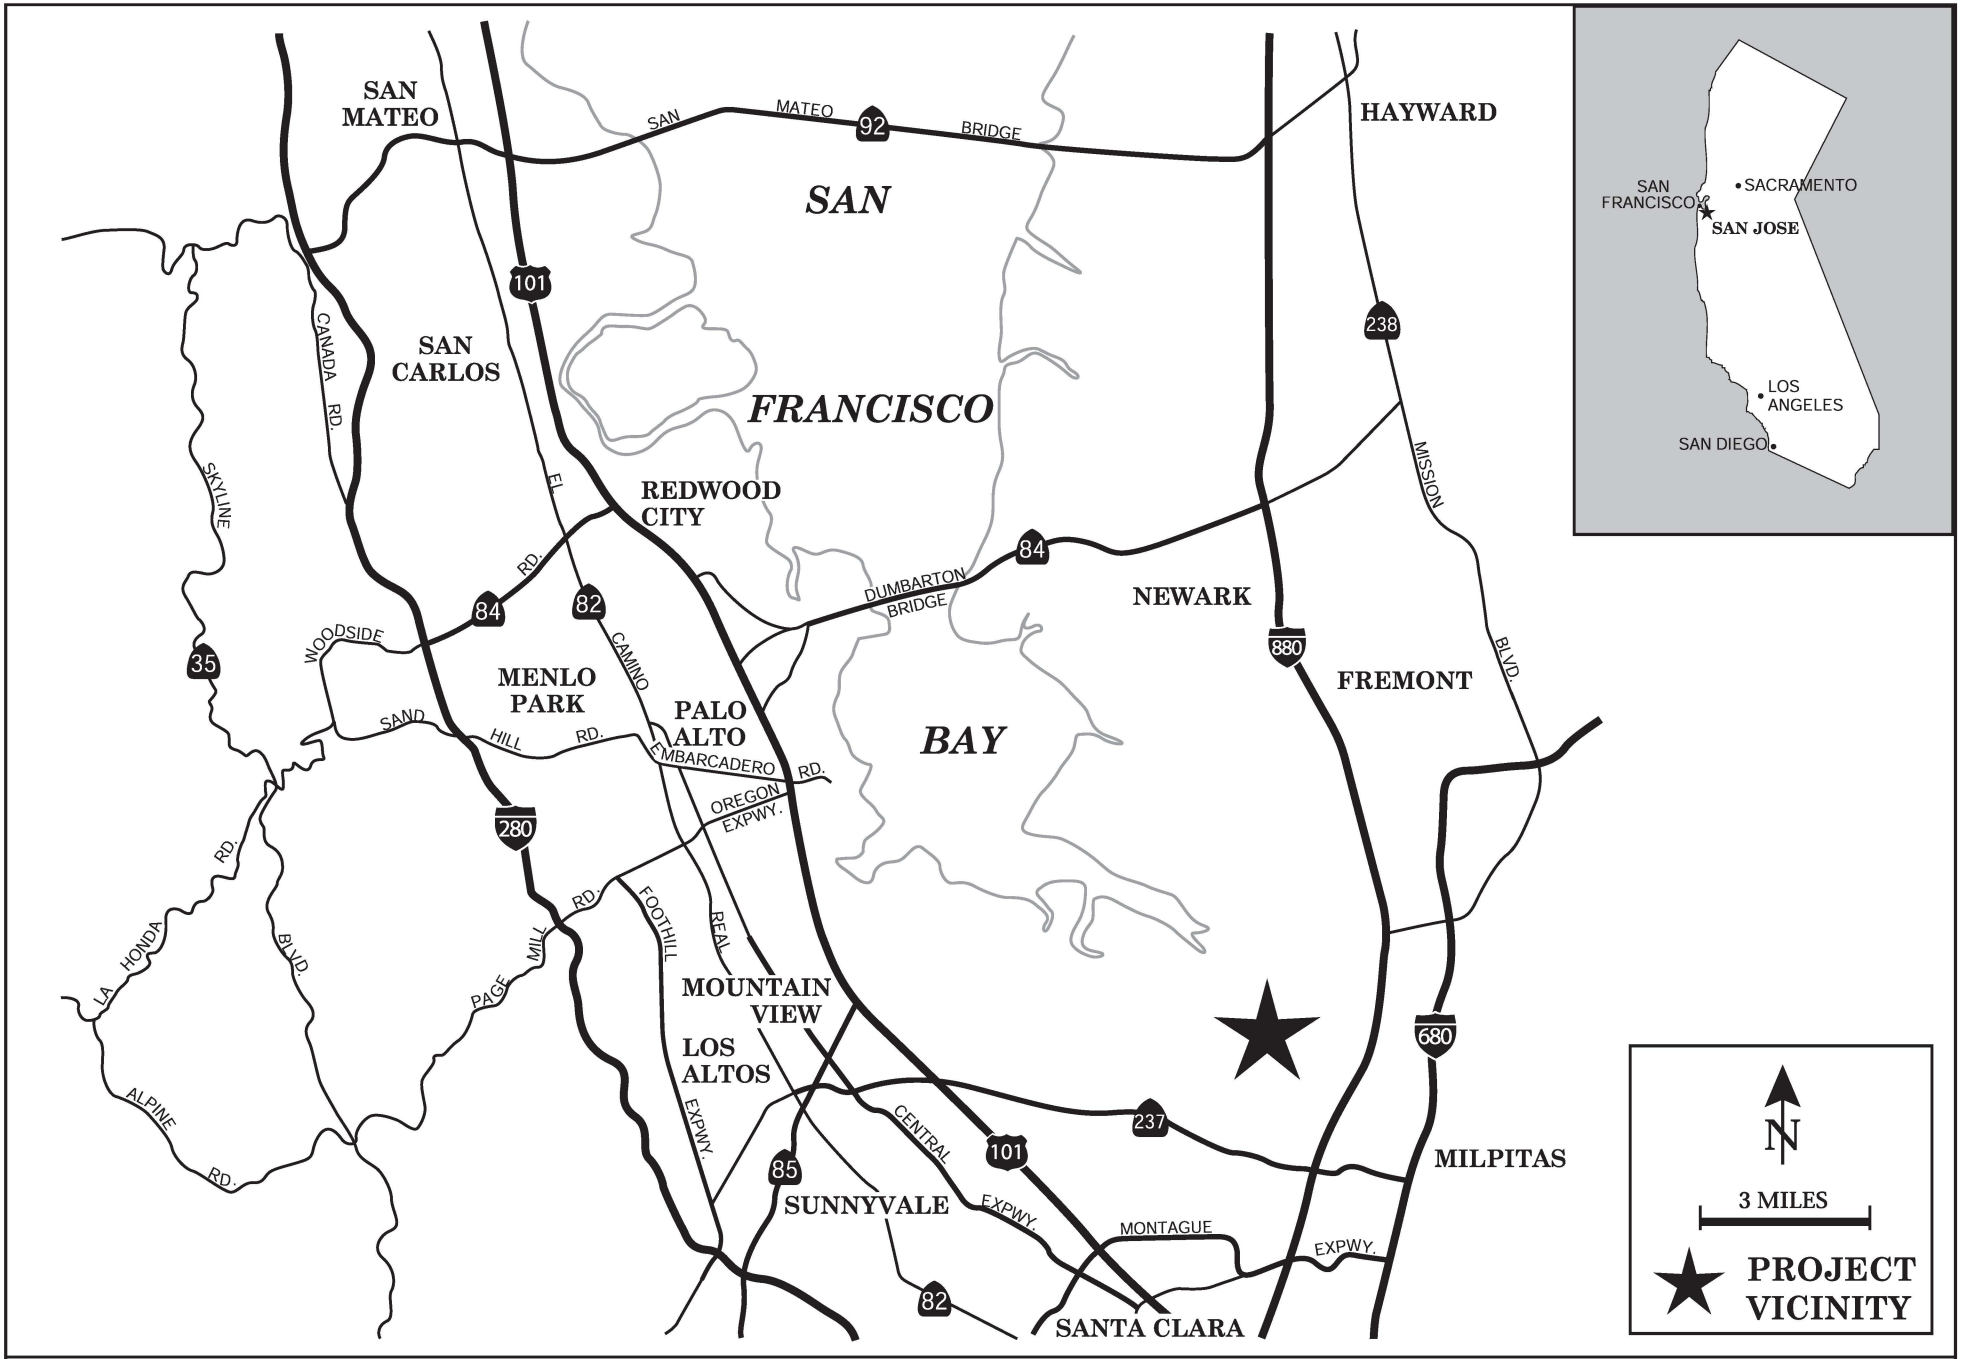 SAN
MATEO
SAN
MATEO
92
BRIDGE
HAYWARD
SAN
101
CANADA
RD.
SAN
CARLOS
238
FRANCISCO
SKYLINE
EL
REDWOOD
CITY
MISSION
RD.
84
82
84
DUMBARTON
BRIDGE
NEWARK
WOODSIDE
35
CAMINO
880
BLVD.
MENLO
PARK
FREMONT
SAND
HILL
RD.
PALO
ALTO
BAY
EMBARCADERO
RD.
OREGON
EXPWY.
280
RD.
RD.
FOOTHILL
REAL
LA
HONDA
BLVD.
MILL
PAGE
MOUNTAIN
VIEW
LOS
ALTOS
680
ALPINE
RD.
EXPWY.
CENTRAL
237
101
85
MILPITAS
SUNNYVALE
EXPWY.
MONTAGUE
EXPWY.
82
SANTA CLARA
SAN
FRANCISCO
SACRAMENTO
SAN JOSE
LOS
ANGELES
SAN DIEGO
N
3 MILES
PROJECT
VICINITY